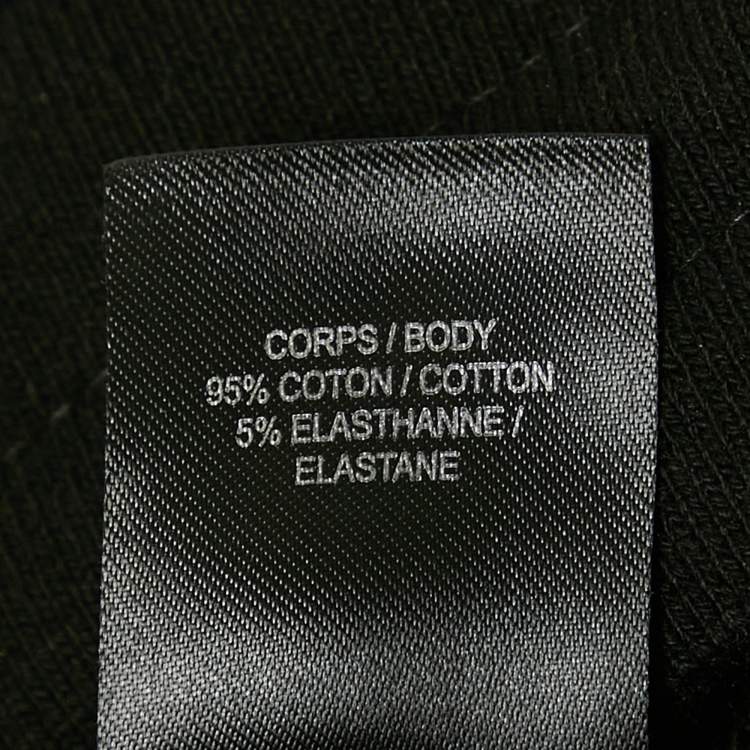 CORPS / BODY
95% COTON / COTTON
5% ELASTHANNE /
ELASTANE